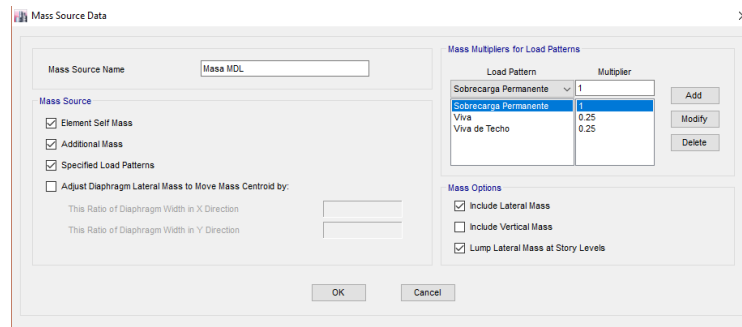 Mass Source Data
Mass Source Name
Masa MDL
Mass Source
Element Self Mass
Additional Mass
Specified Load Patterns
Adjust Diaphragm Lateral Mass to Move Mass Centroid by:
This Ratio of Diaphragm Width in X Direction
This Ratio of Diaphragm Width in Y Direction
Mass Multipliers for Load Patterns
Load Pattern Multiplier
Sobrecarga Permanente 1
Sobrecarga Permanente 1
Viva 0.25
Viva de Techo 0.25
Add
Modify
Delete
Mass Options
Include Lateral Mass
Include Vertical Mass
Lump Lateral Mass at Story Levels
OK Cancel